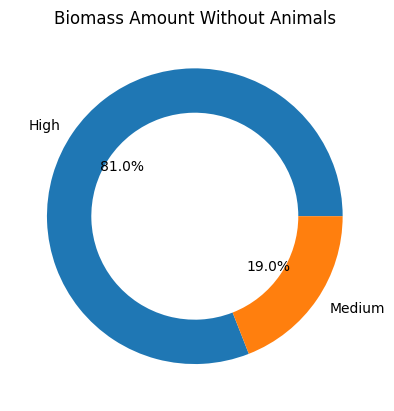 Biomass Amount Without Animals
High
81.0%
19.0%
Medium